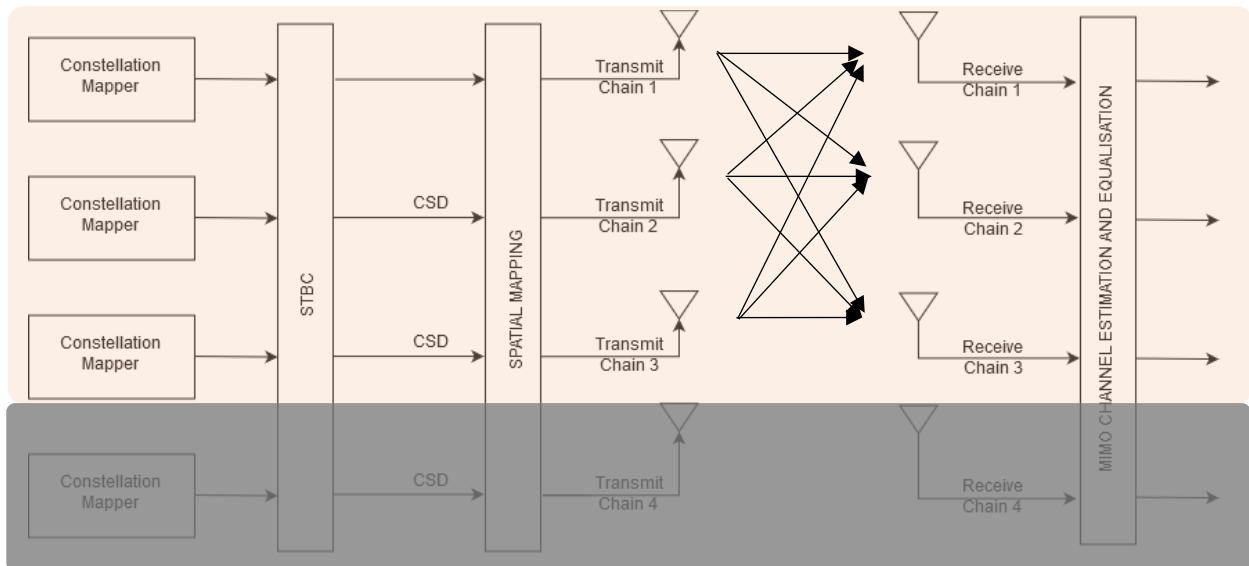 Constellation
Mapper
Transmit
Chain 1
Receive
Chain 1
Constellation
Mapper
CSD
Transmit
Chain 2
Receive
Chain 2
STBC
SPATIAL MAPPING
MIMO CHANNEL ESTIMATION AND EQUALISATION
Constellation
Mapper
CSD
Transmit
Chain 3
Receive
Chain 3
Constellation
Mapper
CSD
Transmit
Chain 4
Receive
Chain 4